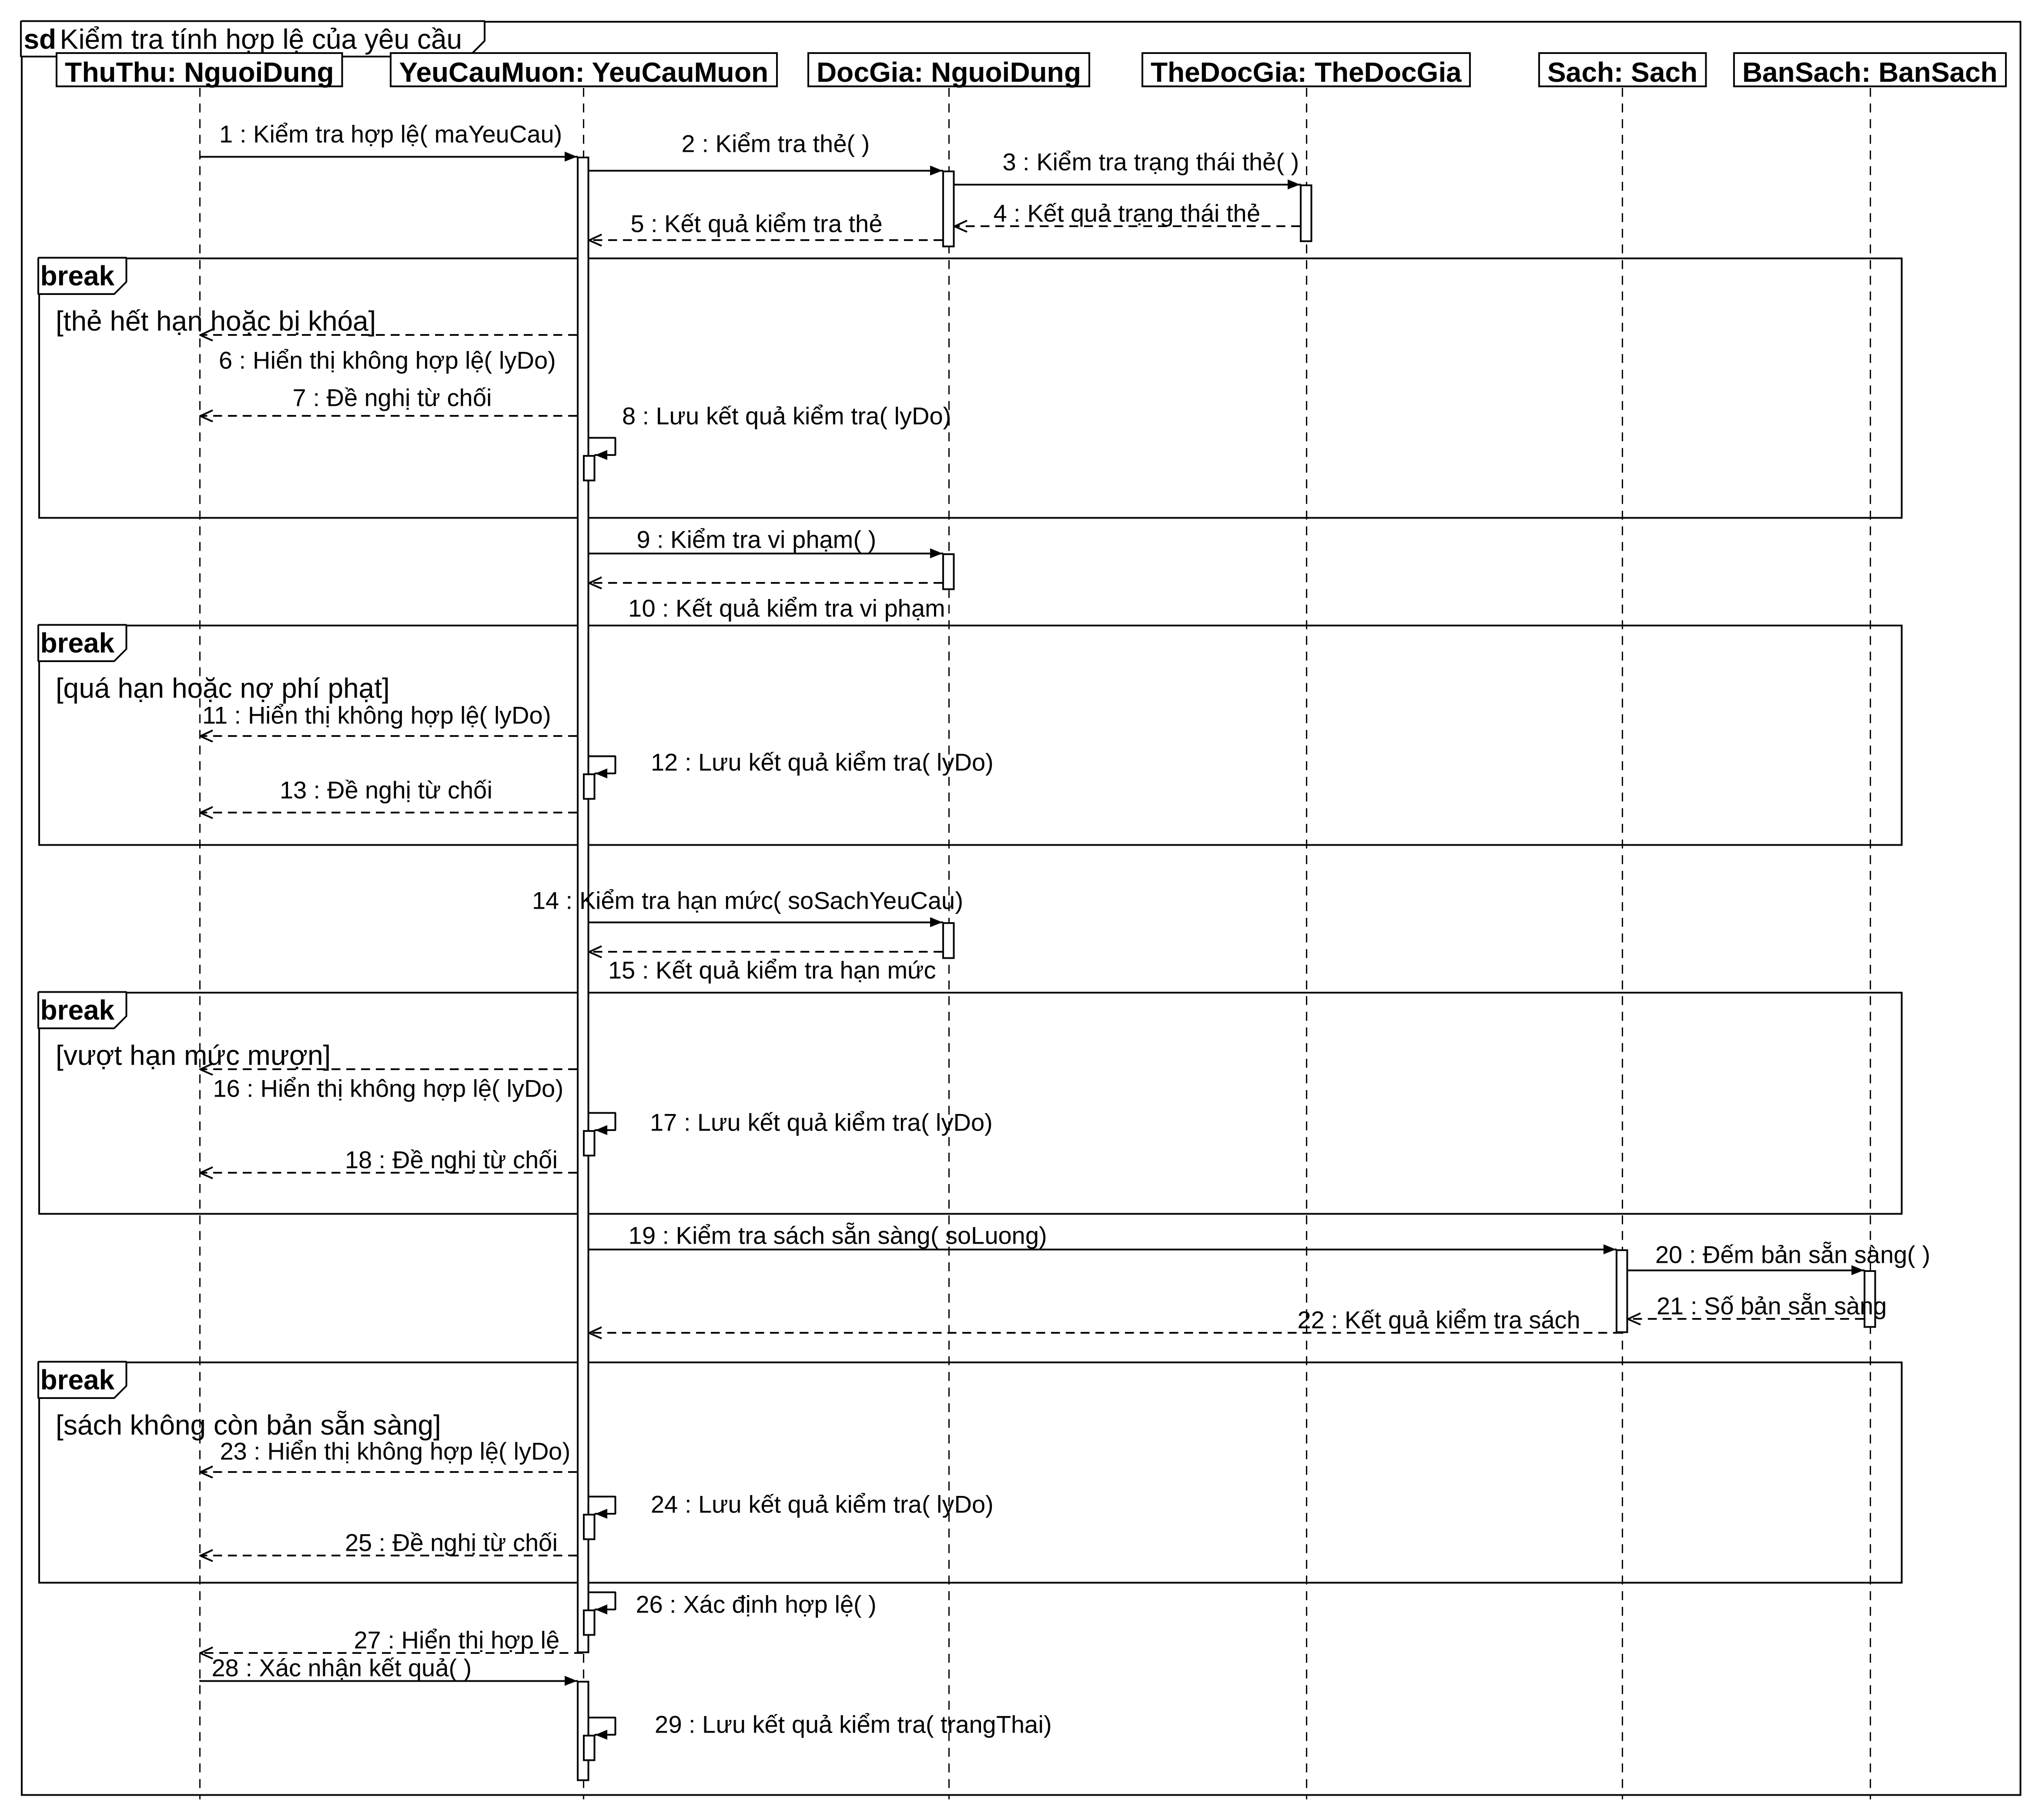 sd Kiểm tra tính hợp lệ của yêu cầu
ThuThu: NguoiDung
YeuCauMuon: YeuCauMuon
DocGia: NguoiDung
TheDocGia: TheDocGia
Sach: Sach
BanSach: BanSach
1 : Kiểm tra hợp lệ( maYeuCau)
2 : Kiểm tra thẻ( )
3 : Kiểm tra trạng thái thẻ( )
4 : Kết quả trạng thái thẻ
5 : Kết quả kiểm tra thẻ
break
[thẻ hết hạn hoặc bị khóa]
6 : Hiển thị không hợp lệ( lyDo)
7 : Đề nghị từ chối
8 : Lưu kết quả kiểm tra( lyDo)
9 : Kiểm tra vi phạm( )
10 : Kết quả kiểm tra vi phạm
break
[quá hạn hoặc nợ phí phạt]
11 : Hiển thị không hợp lệ( lyDo)
12 : Lưu kết quả kiểm tra( lyDo)
13 : Đề nghị từ chối
14 : Kiểm tra hạn mức( soSachYeuCau)
15 : Kết quả kiểm tra hạn mức
break
[vượt hạn mức mượn]
16 : Hiển thị không hợp lệ( lyDo)
17 : Lưu kết quả kiểm tra( lyDo)
18 : Đề nghị từ chối
19 : Kiểm tra sách sẵn sàng( soLuong)
20 : Đếm bản sẵn sàng( )
21 : Số bản sẵn sàng
22 : Kết quả kiểm tra sách
break
[sách không còn bản sẵn sàng]
23 : Hiển thị không hợp lệ( lyDo)
24 : Lưu kết quả kiểm tra( lyDo)
25 : Đề nghị từ chối
26 : Xác định hợp lệ( )
27 : Hiển thị hợp lệ
28 : Xác nhận kết quả( )
29 : Lưu kết quả kiểm tra( trangThai)